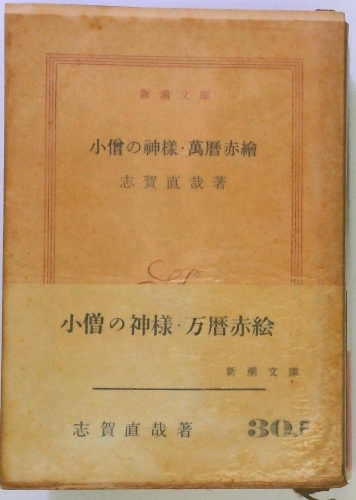 新潮文庫
小僧の神様・萬暦赤繪
志賀直哉著
小僧の神様・万暦赤絵
新潮文庫
志賀直哉著
30